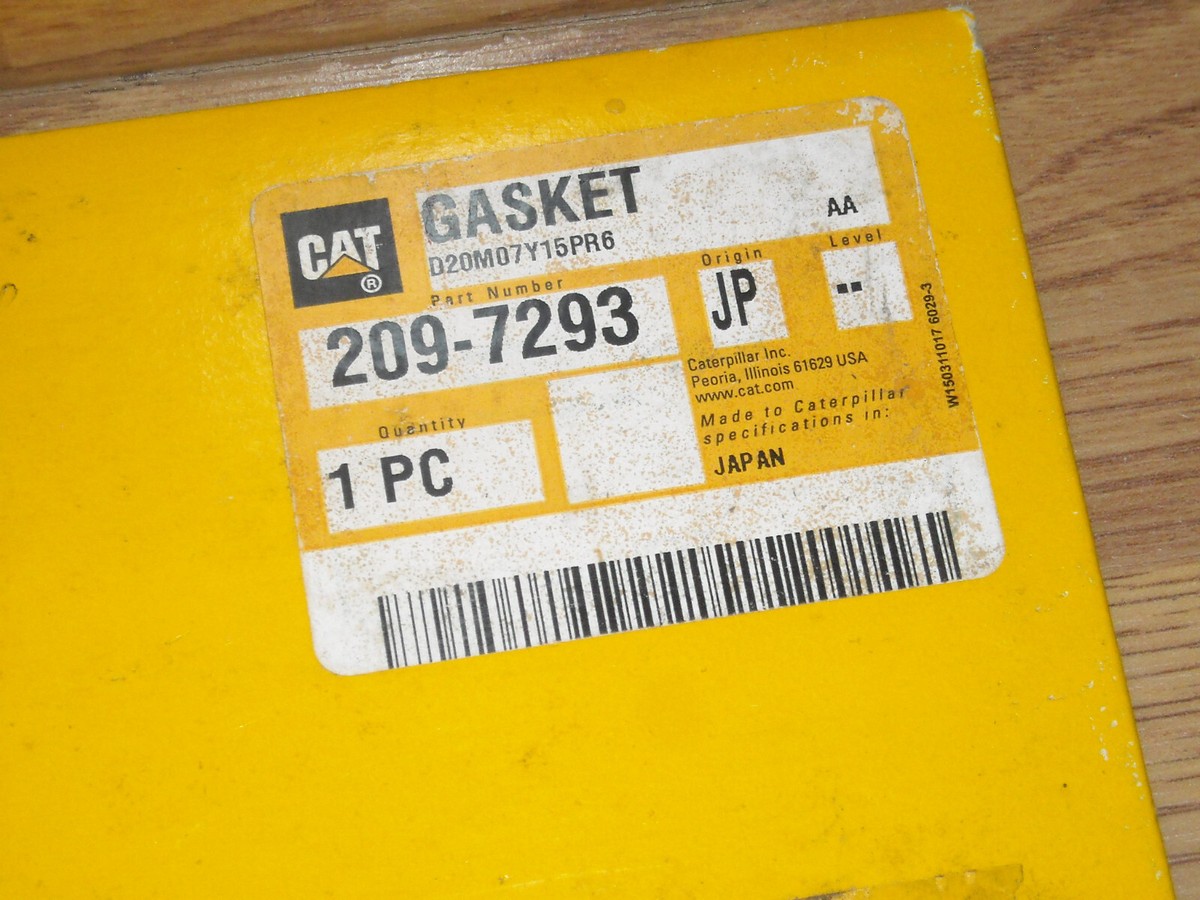 CAT
®
GASKET
AA
D20M07Y15PR6
Part Number
209-7293
Origin
JP
Level
--
Quantity
1 PC
Caterpillar Inc.
Peoria, Illinois 61629 USA
www.cat.com
Made to Caterpillar
specifications in:
JAPAN
W150311017 6029-3